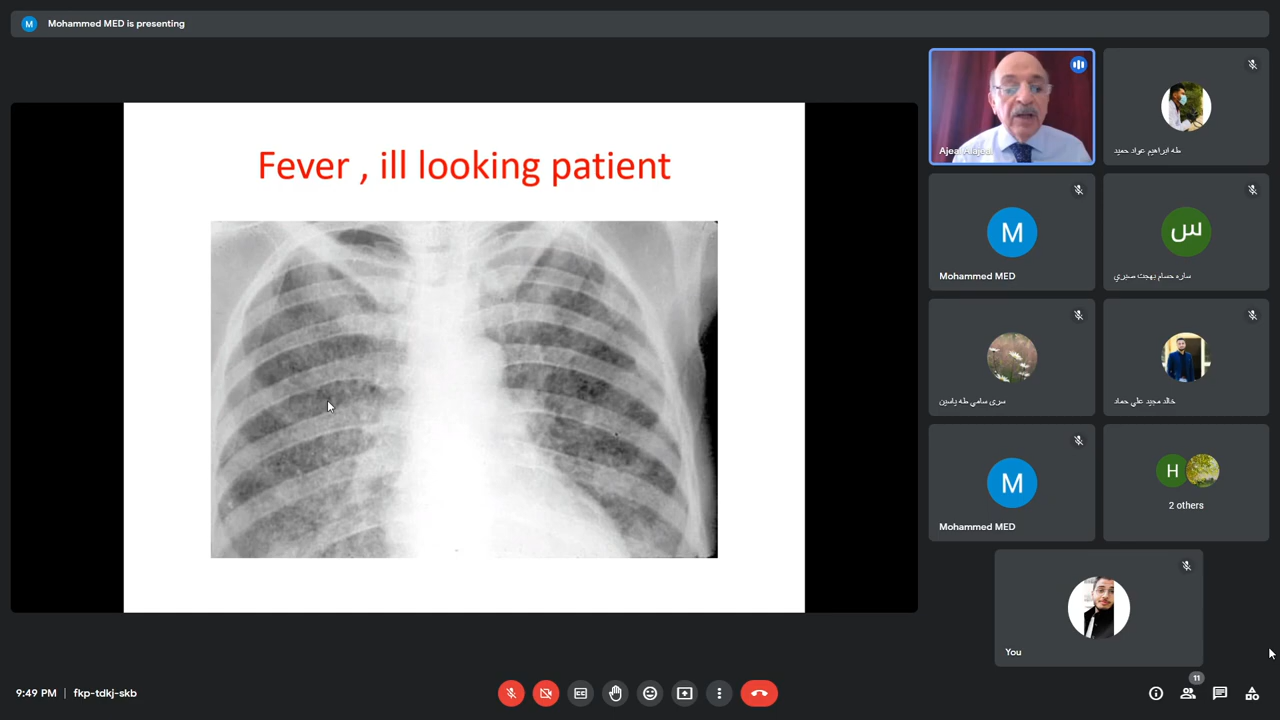 M
Mohammed MED is presenting
Fever , ill looking patient
طه ابراهيم عواد حميد
M
Mohammed MED
س
ساره حسام بهجت صبري
سرى سامي طه ياسين
خالد مجيد علي حماد
M
Mohammed MED
H
2 others
You
9:49 PM | fkp-tdkj-skb
CC
11